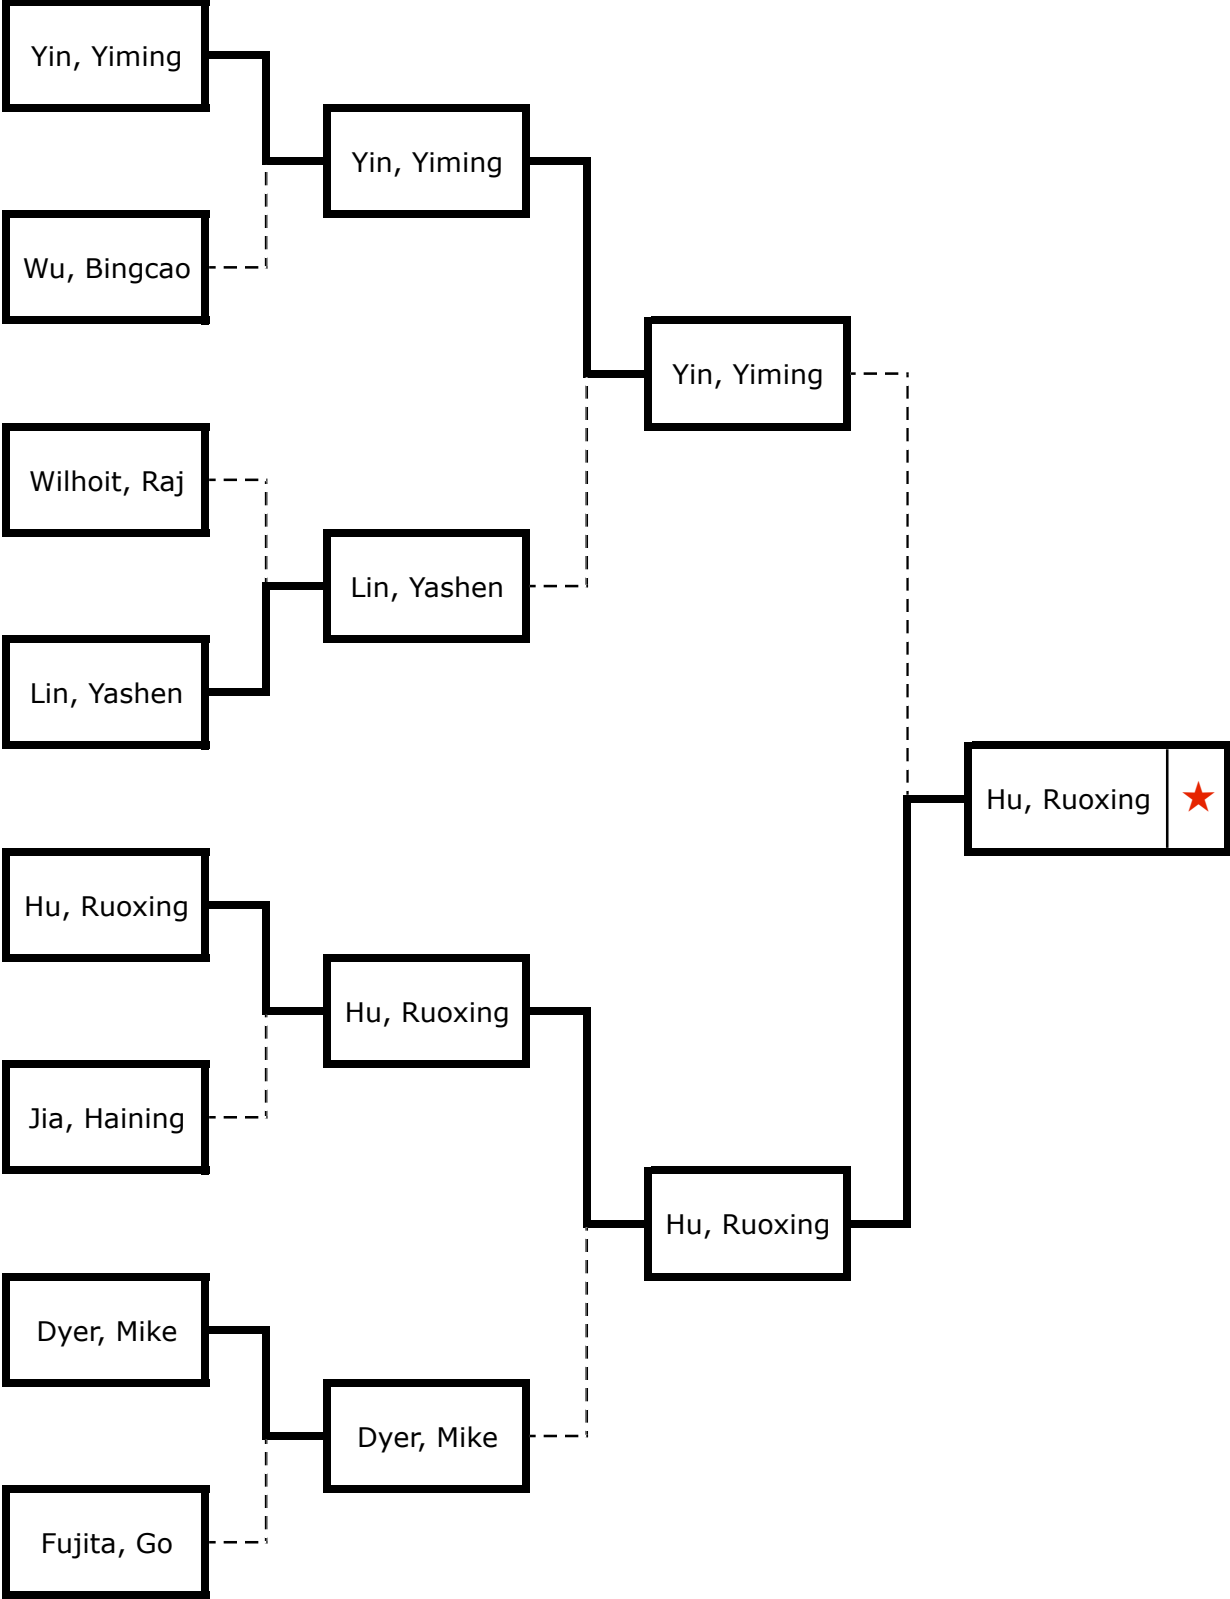 Yin, Yiming
Yin, Yiming
Wu, Bingcao
Yin, Yiming
Wilhoit, Raj
Lin, Yashen
Lin, Yashen
Hu, Ruoxing
Hu, Ruoxing
Hu, Ruoxing
Jia, Haining
Hu, Ruoxing
Dyer, Mike
Dyer, Mike
Fujita, Go